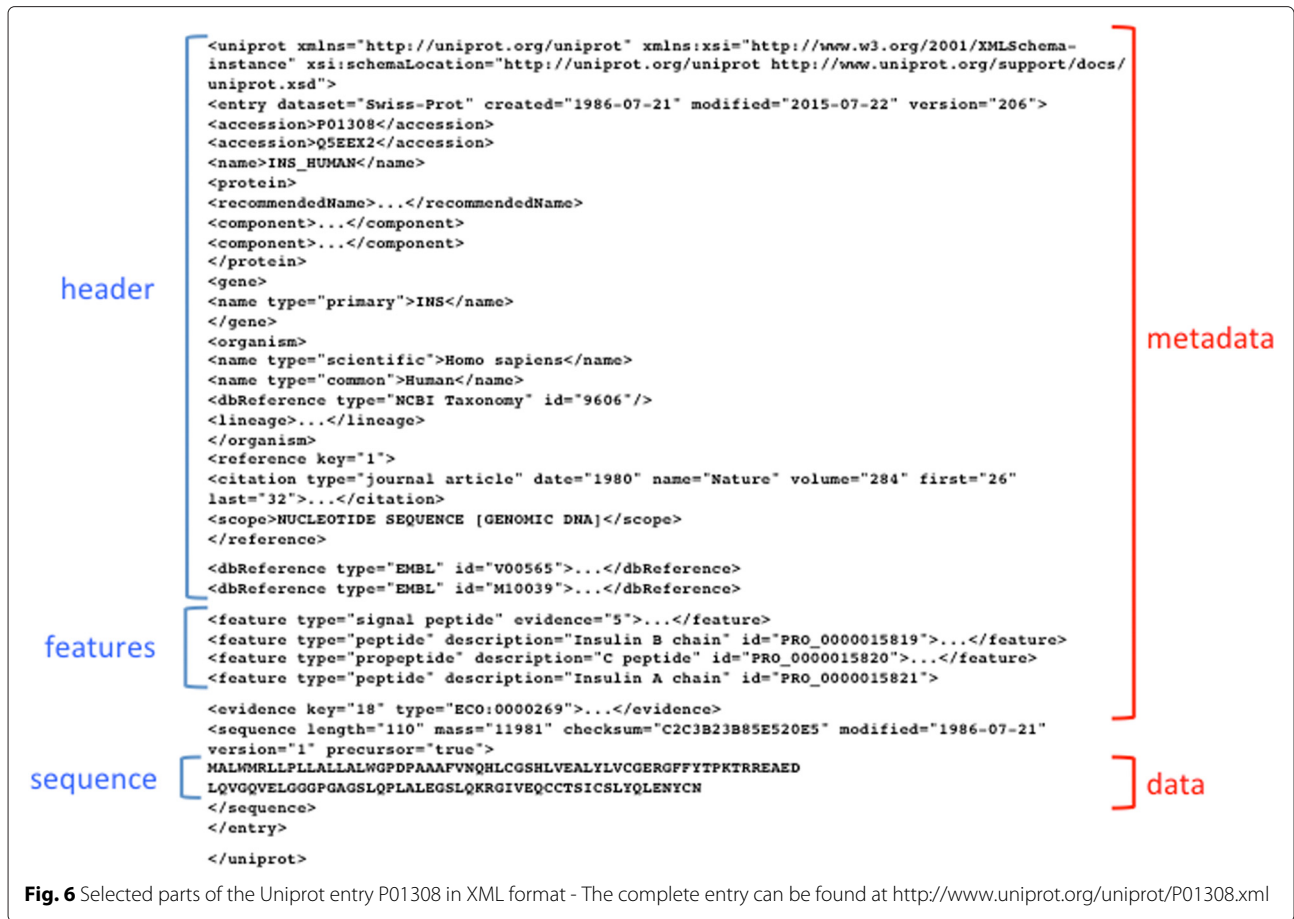 <uniprot xmlns="http://uniprot.org/uniprot" xmlns:xsi="http://www.w3.org/2001/XMLSchema-
instance" xsi:schemaLocation="http://uniprot.org/uniprot http://www.uniprot.org/support/docs/
uniprot.xsd">
<entry dataset="Swiss-Prot" created="1986-07-21" modified="2015-07-22" version="206">
<accession>P01308</accession>
<accession>Q5EEX2</accession>
<name>INS_HUMAN</name>
<protein>
<recommendedName>...</recommendedName>
<component>...</component>
<component>...</component>
</protein>
header
<gene>
<name type="primary">INS</name>
</gene>
<organism>
metadata
<name type="scientific">Homo sapiens</name>
<name type="common">Human</name>
<dbReference type="NCBI Taxonomy" id="9606"/>
<lineage>...</lineage>
</organism>
<reference key="1">
<citation type="journal article" date="1980" name="Nature" volume="284" first="26"
last="32">...</citation>
<scope>NUCLEOTIDE SEQUENCE [GENOMIC DNA]</scope>
</reference>
<dbReference type="EMBL" id="V00565">...</dbReference>
<dbReference type="EMBL" id="M10039">...</dbReference>
features
<feature type="signal peptide" evidence="5">...</feature>
<feature type="peptide" description="Insulin B chain" id="PRO_0000015819">...</feature>
<feature type="propeptide" description="C peptide" id="PRO_0000015820">...</feature>
<feature type="peptide" description="Insulin A chain" id="PRO_0000015821">
<evidence key="18" type="ECO:0000269">...</evidence>
<sequence length="110" mass="11981" checksum="C2C3B23B85E520E5" modified="1986-07-21"
version="1" precursor="true">
sequence
MALWMRLLPLLALLALWGPDPAAAFVNQHLCGSHLVEALYLVCGERGFFYTPKTRREAED
LQVGQVELGGGPGAGSLQPLALEGSLQKRGIVEQCCTSICSLYQLENYCN
data
</sequence>
</entry>
</uniprot>
Fig. 6 Selected parts of the Uniprot entry P01308 in XML format - The complete entry can be found at http://www.uniprot.org/uniprot/P01308.xml